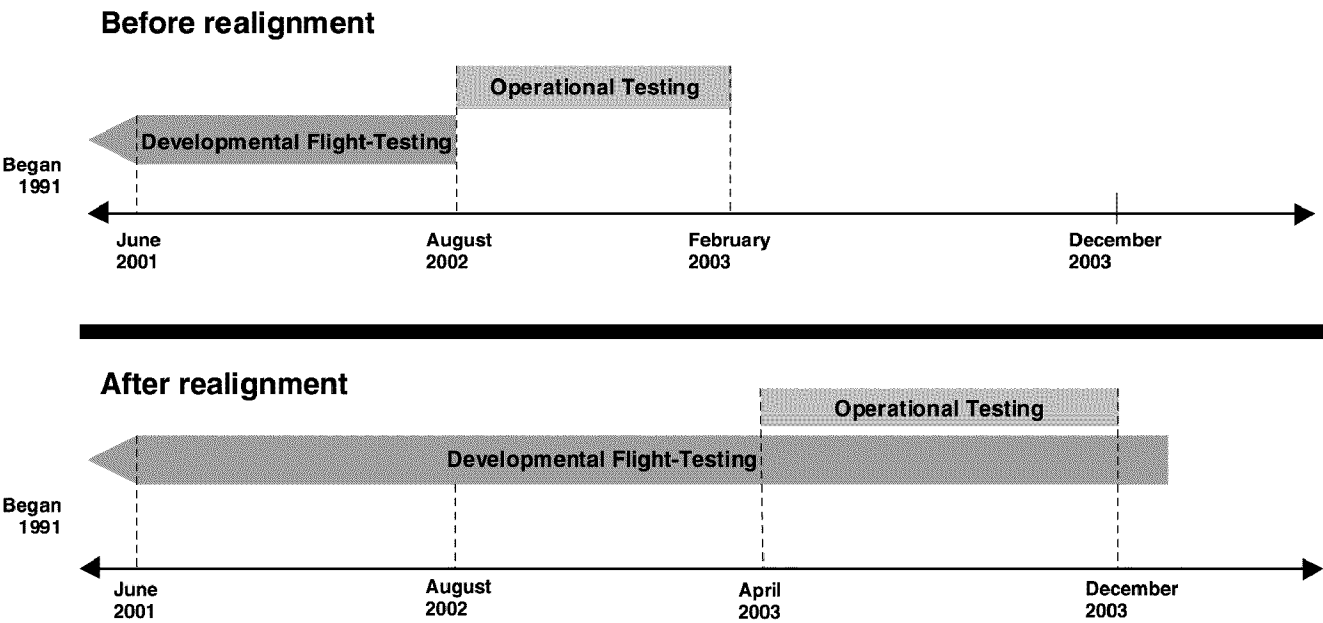 Before realignment
Operational Testing
Developmental Flight-Testing
Began
1991
June
2001
August
2002
February
2003
December
2003
After realignment
Operational Testing
Developmental Flight-Testing
Began
1991
June
2001
August
2002
April
2003
December
2003